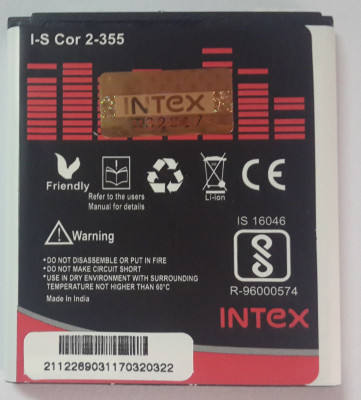 I-S Cor 2-355
INTEX
Friendly
Refer to the users
Manual for details
Li-ion
IS 16046
Warning
R-96000574
•DO NOT DISASSEMBLE OR PUT IN FIRE
•DO NOT MAKE CIRCUIT SHORT
•USE IN DRY ENVIRONMENT WITH SURROUNDING
TEMPERATURE NOT HIGHER THAN 60°C
Made In India
INTEX
2112269031170320322